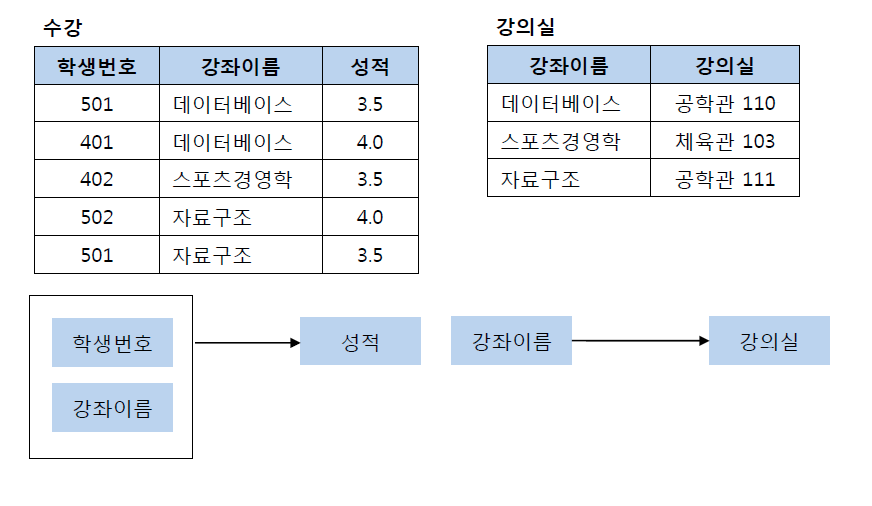 수강
학생번호 강좌이름 성적
501 데이터베이스 3.5
401 데이터베이스 4.0
402 스포츠경영학 3.5
502 자료구조 4.0
501 자료구조 3.5
강의실
강좌이름 강의실
데이터베이스 공학관 110
스포츠경영학 체육관 103
자료구조 공학관 111
학생번호
강좌이름
성적
강좌이름
강의실